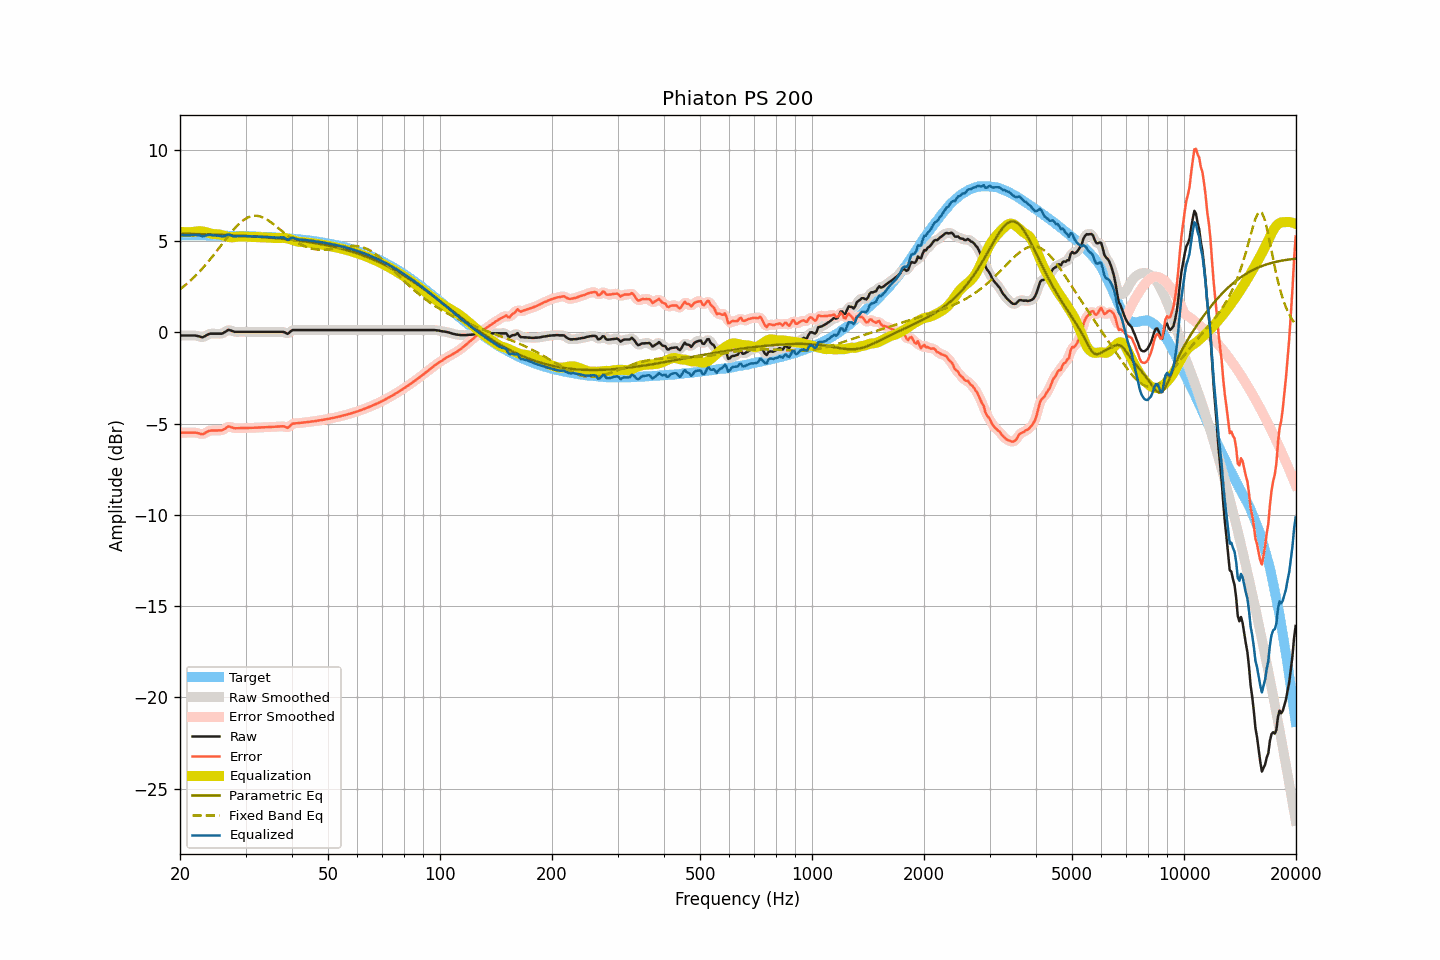 Phiaton PS 200
Amplitude (dBr)
10
5
0
−5
−10
−15
−20
−25
Target
Raw Smoothed
Error Smoothed
Raw
Error
Equalization
Parametric Eq
Fixed Band Eq
Equalized
20 50 100 200 500 1000 2000 5000 10000 20000
Frequency (Hz)